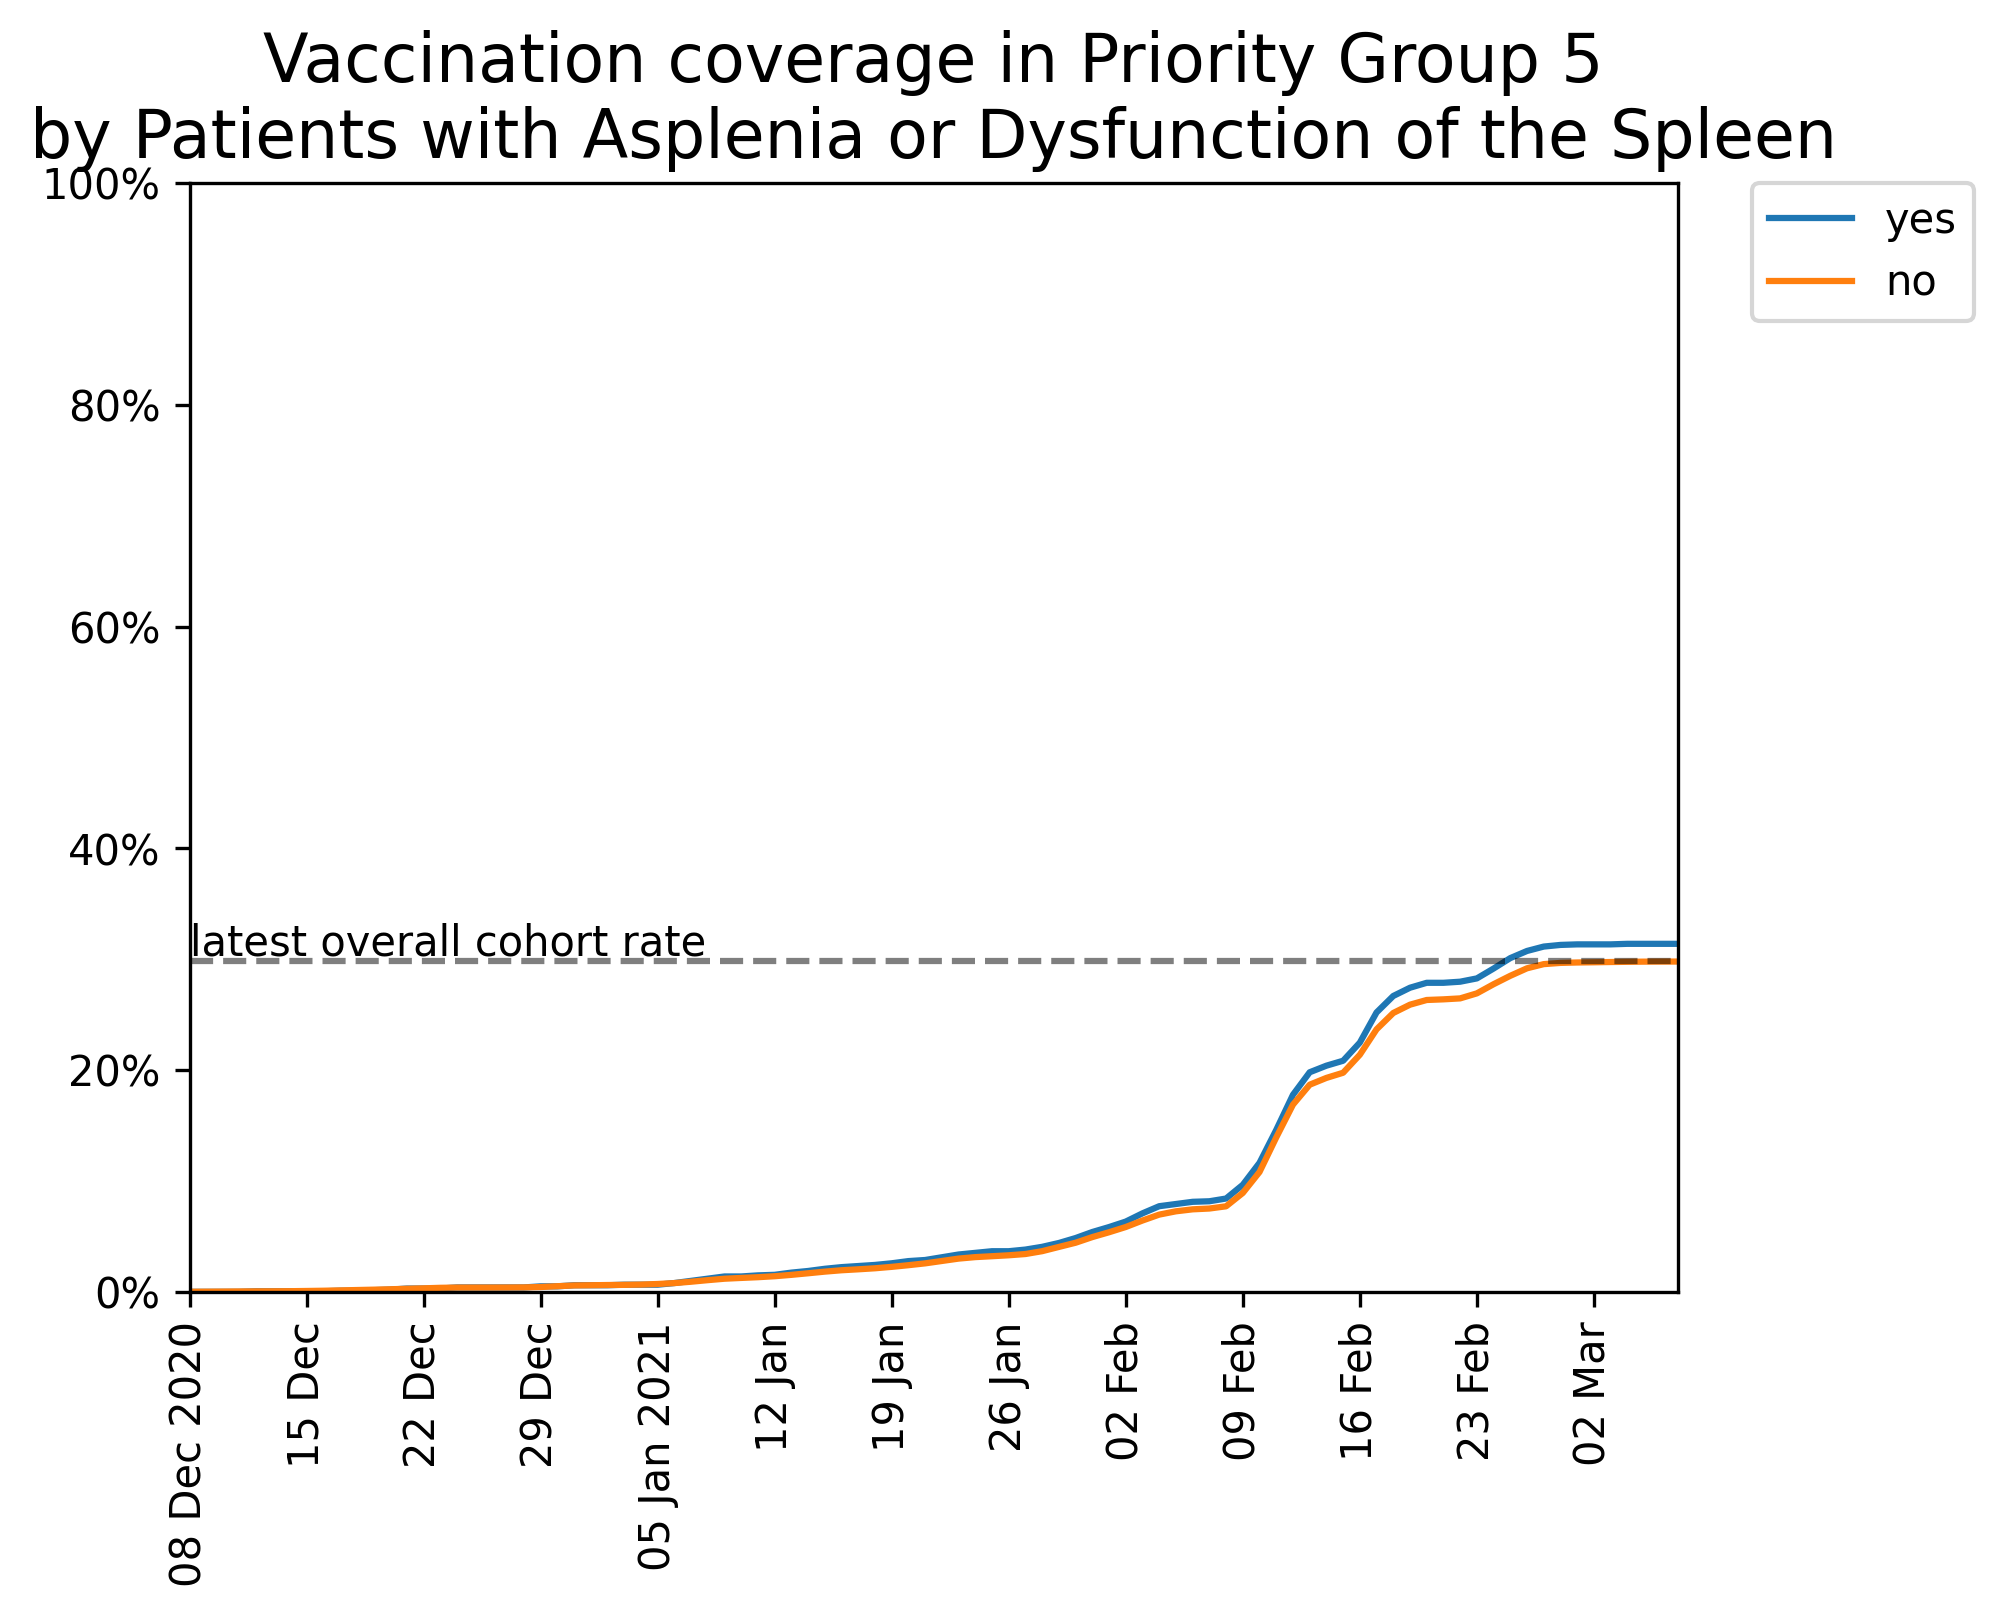 Vaccination coverage in Priority Group 5
by Patients with Asplenia or Dysfunction of the Spleen
100%
80%
60%
40%
20%
0%
latest overall cohort rate
yes
no
08 Dec 2020
15 Dec
22 Dec
29 Dec
05 Jan 2021
12 Jan
19 Jan
26 Jan
02 Feb
09 Feb
16 Feb
23 Feb
02 Mar